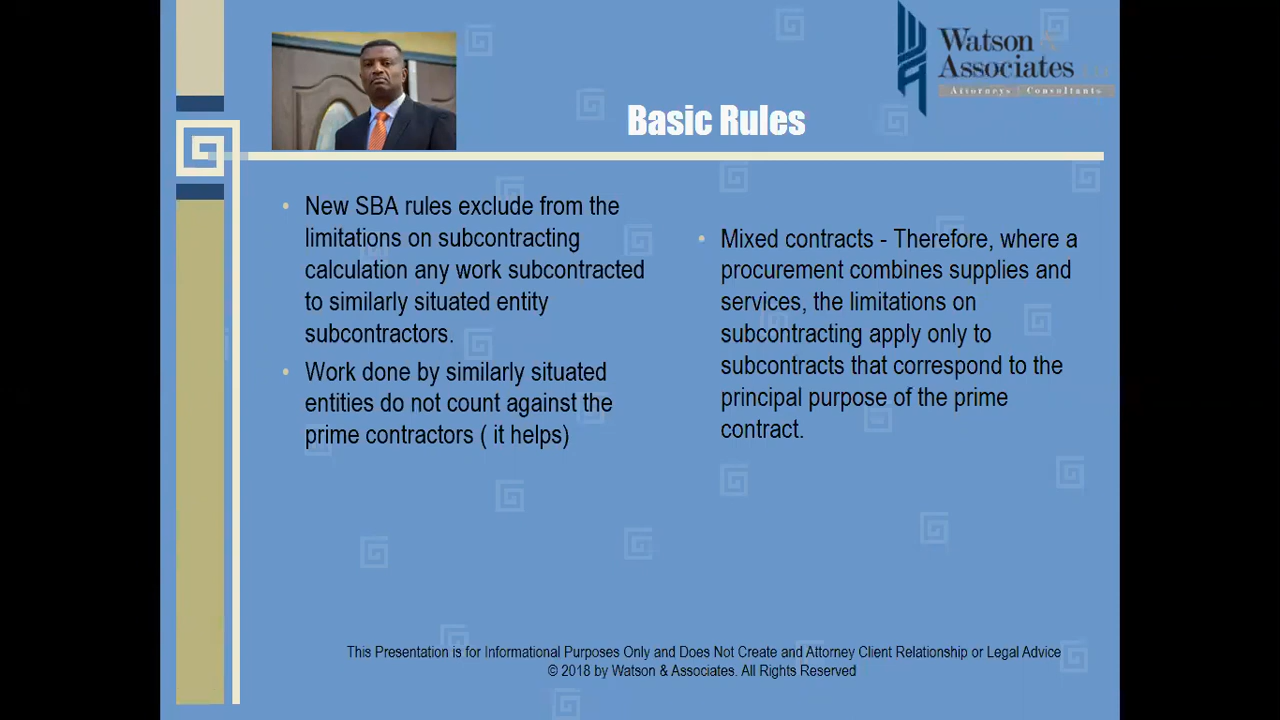 Watson &
Associates LLC
Attorneys | Consultants
Basic Rules
• New SBA rules exclude from the
limitations on subcontracting
calculation any work subcontracted
to similarly situated entity
subcontractors.
• Work done by similarly situated
entities do not count against the
prime contractors ( it helps)
• Mixed contracts - Therefore, where a
procurement combines supplies and
services, the limitations on
subcontracting apply only to
subcontracts that correspond to the
principal purpose of the prime
contract.
This Presentation is for Informational Purposes Only and Does Not Create and Attorney Client Relationship or Legal Advice
© 2018 by Watson & Associates. All Rights Reserved